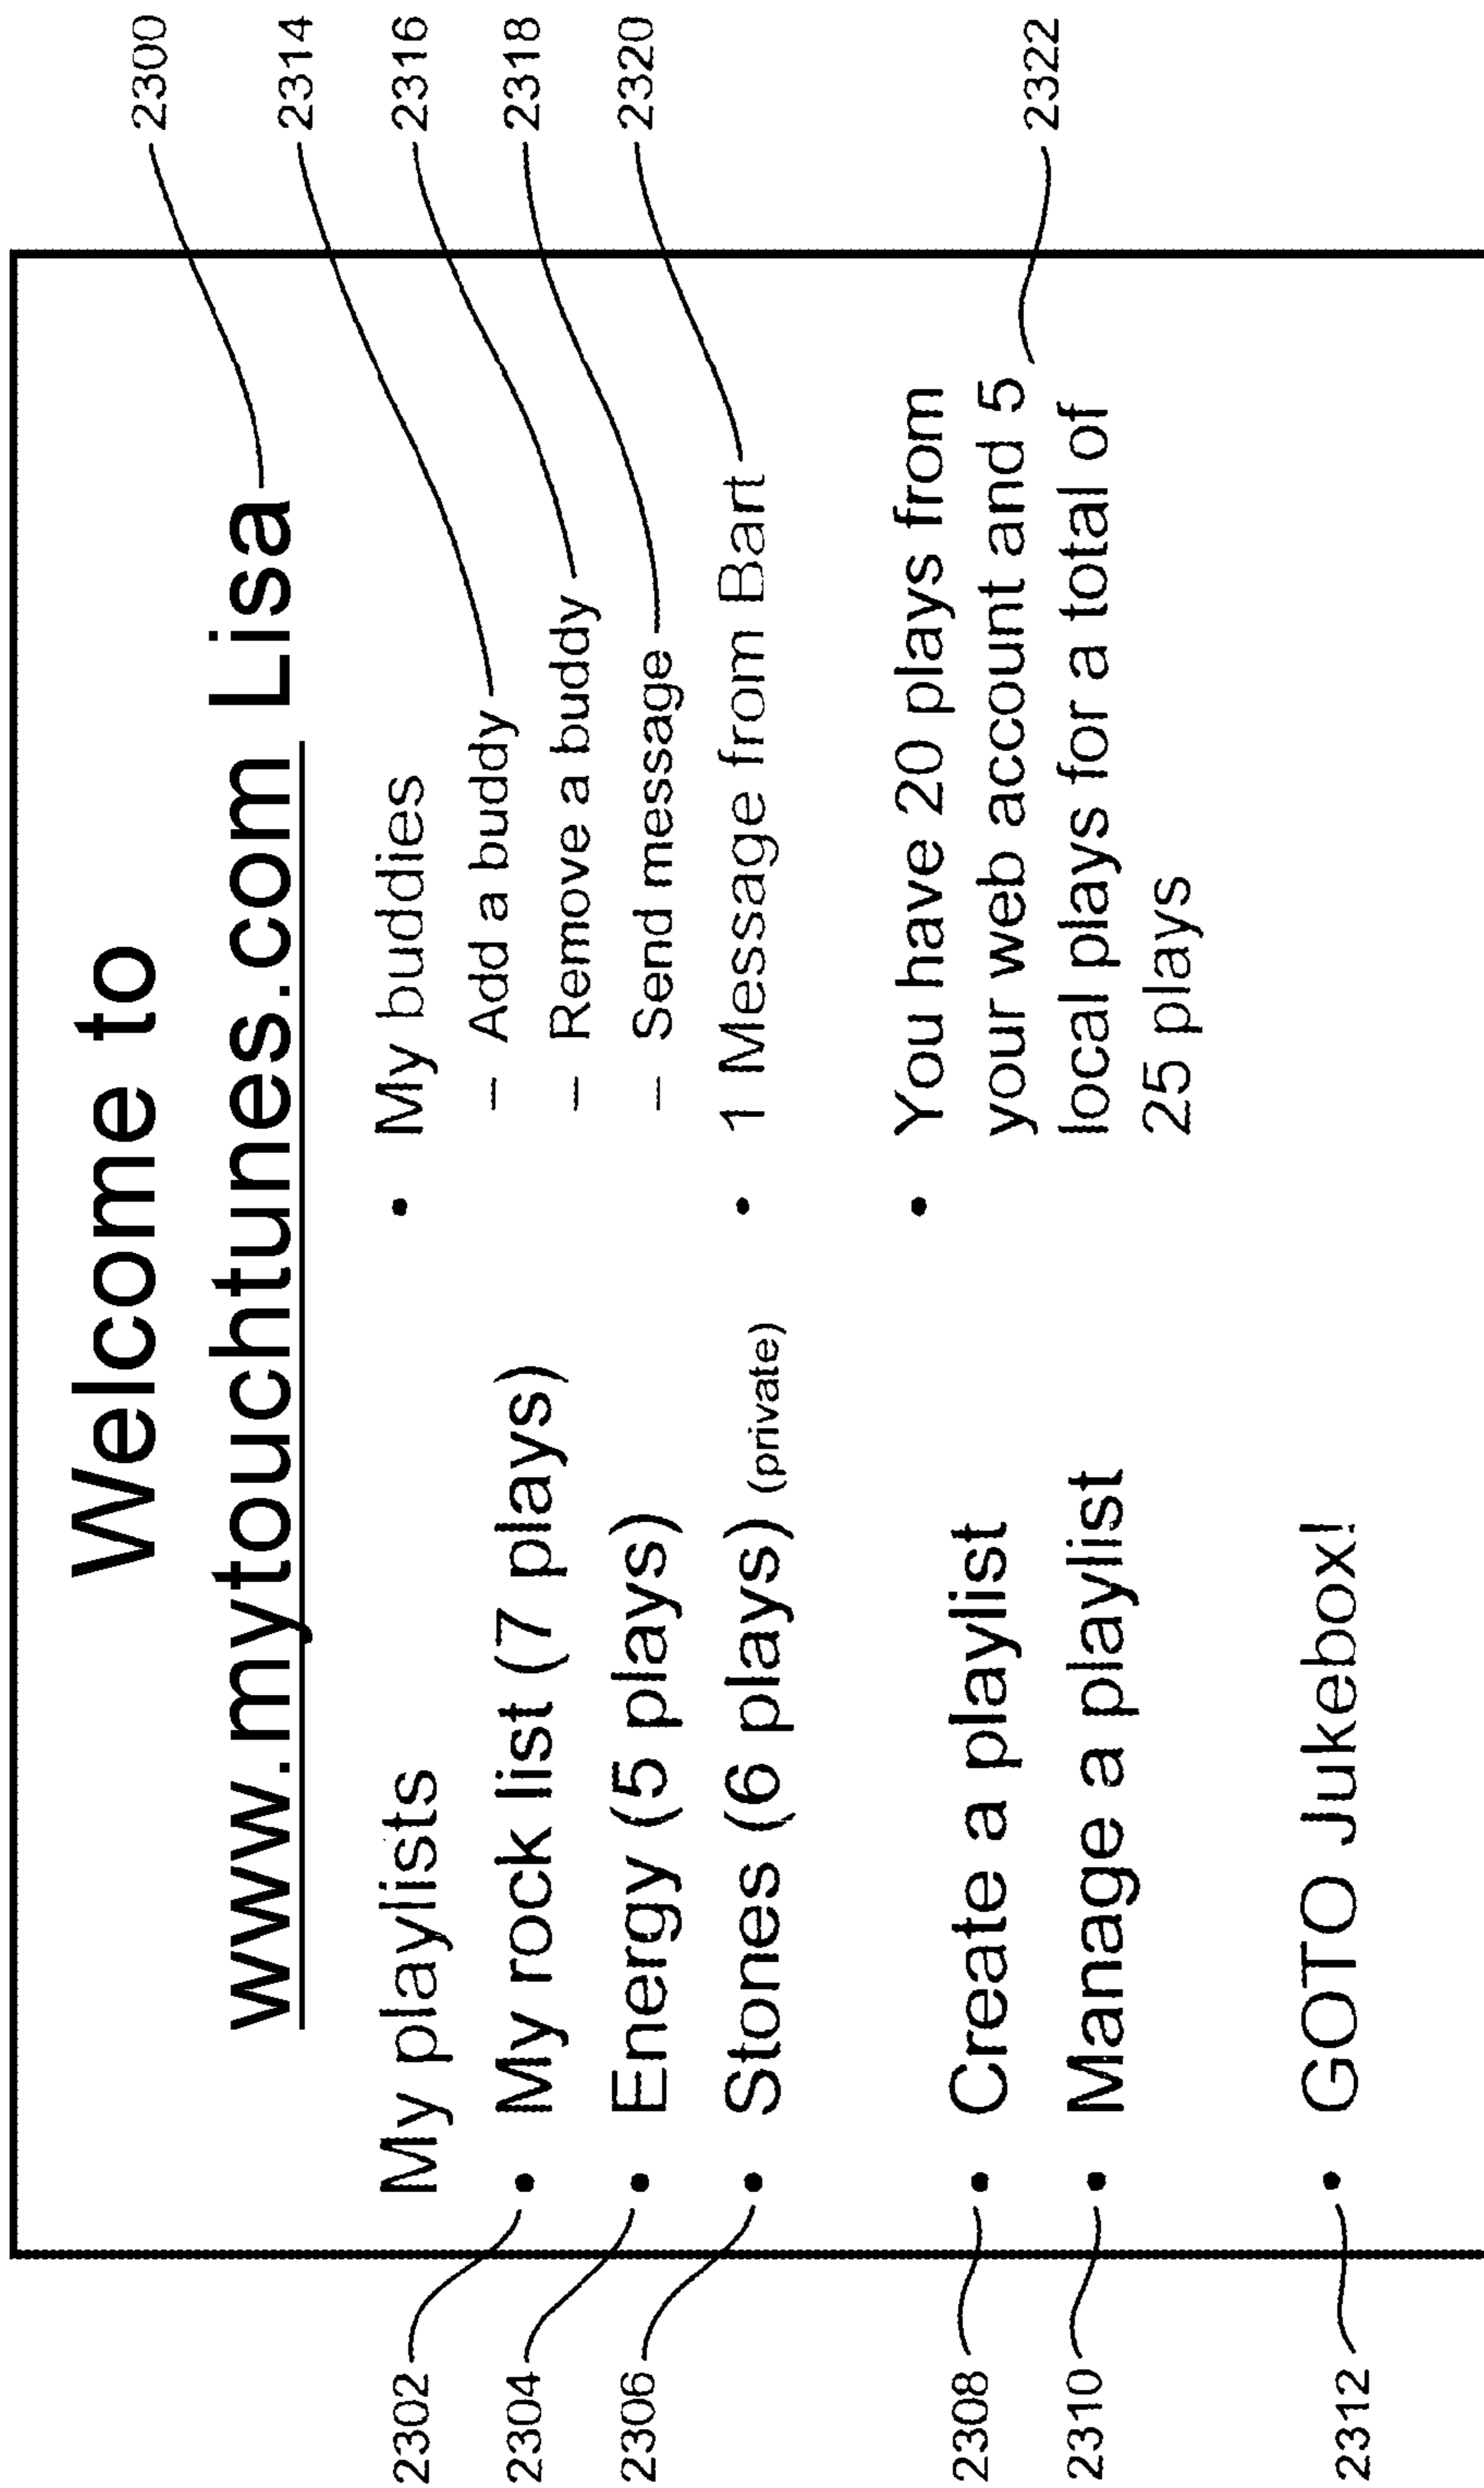 Welcome to
www.mytouchtunes.com Lisa
2300
My playlists
2302
• My rock list (7 plays)
2304
• Energy (5 plays)
2306
• Stones (6 plays) (private)
2308
• Create a playlist
2310
• Manage a playlist
2312
• GOTO Jukebox!
• My buddies
– Add a buddy
2314
– Remove a buddy
2316
– Send message
2318
• 1 Message from Bart
2320
• You have 20 plays from
your web account and 5
local plays for a total of
25 plays
2322